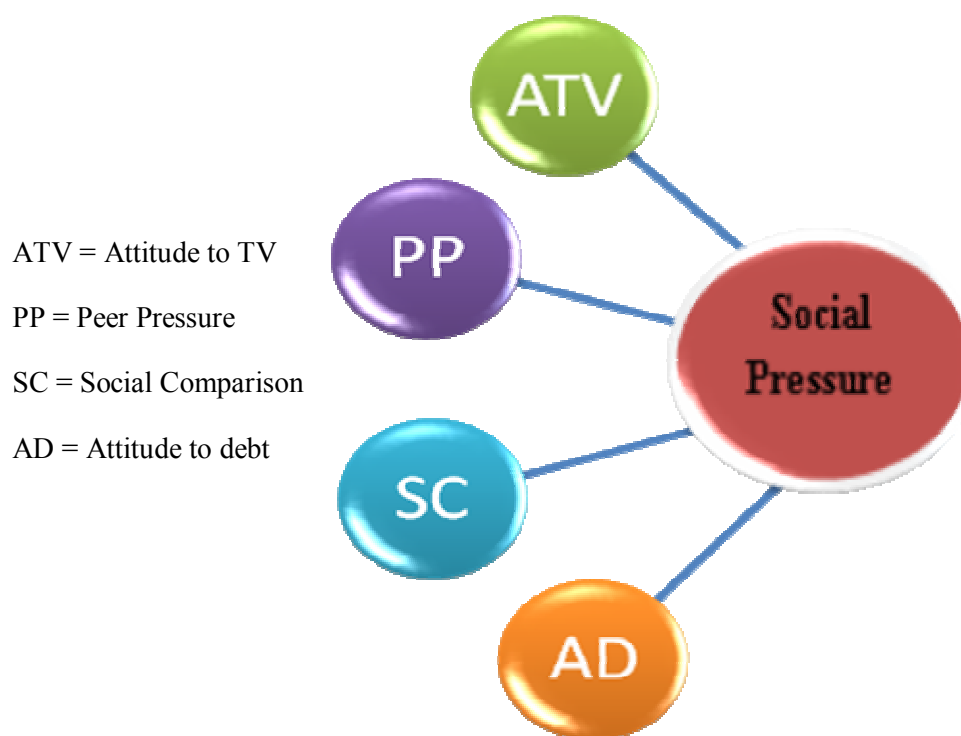 ATV
PP
ATV = Attitude to TV
PP = Peer Pressure
SC = Social Comparison
AD = Attitude to debt
Social
Pressure
SC
AD